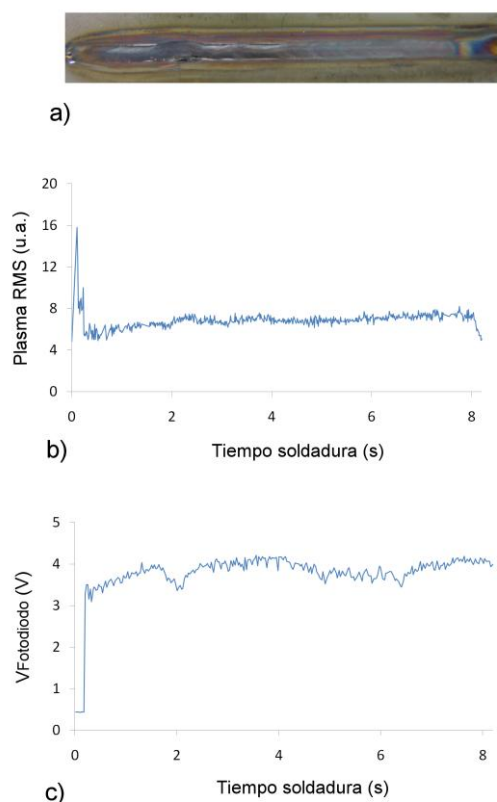 a)
20
16
12
8
4
0
Plasma RMS (u.a.)
0 2 4 6 8
Tiempo soldadura (s)
b)
5
4
3
2
1
0
VFotodiodo (V)
0 2 4 6 8
Tiempo soldadura (s)
c)